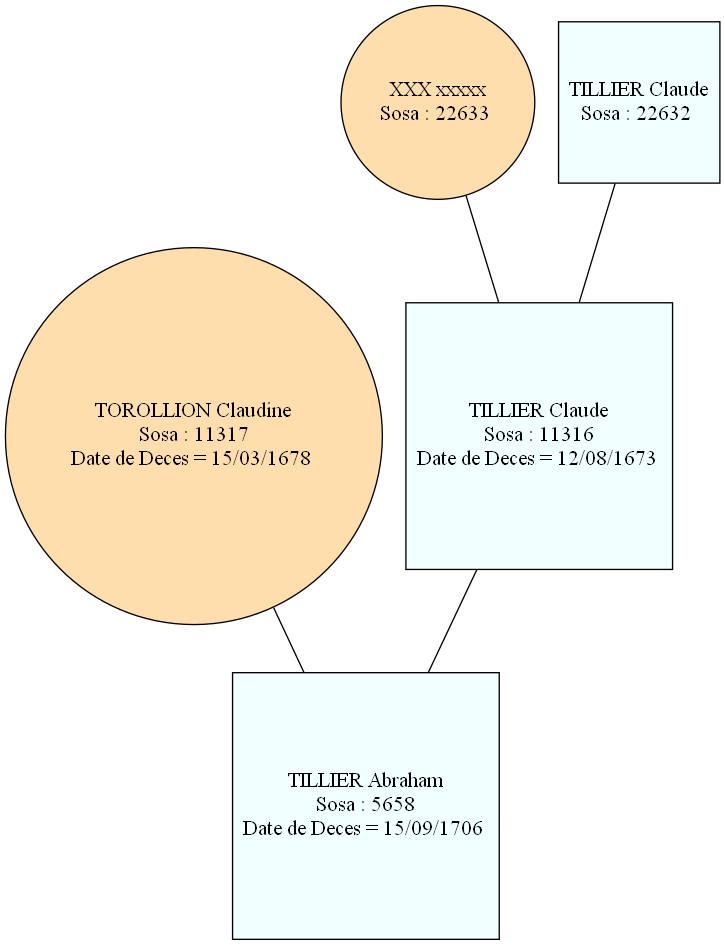 XXX xxxxx
Sosa : 22633
TILLIER Claude
Sosa : 22632
TOROLLION Claudine
Sosa : 11317
Date de Deces = 15/03/1678
TILLIER Claude
Sosa : 11316
Date de Deces = 12/08/1673
TILLIER Abraham
Sosa : 5658
Date de Deces = 15/09/1706